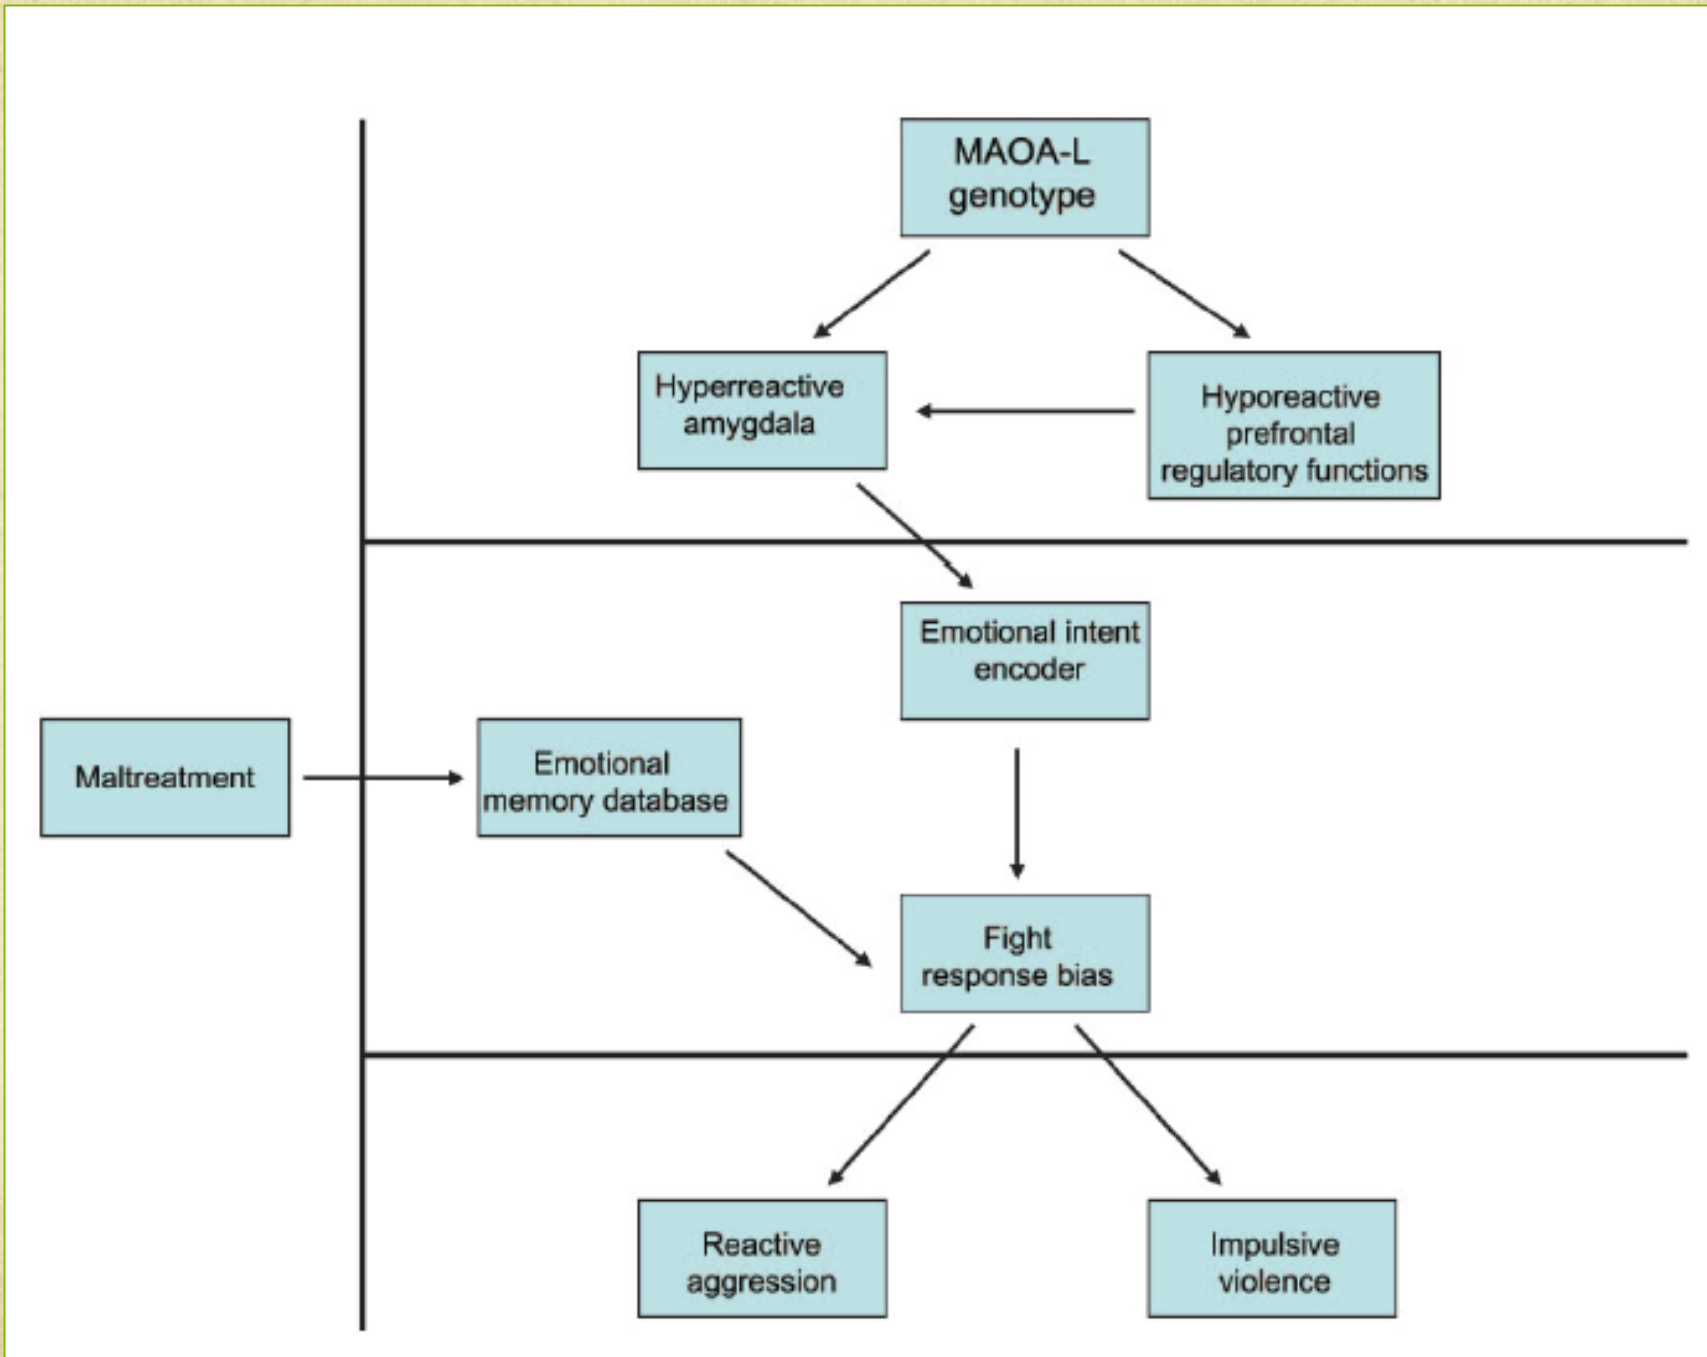 MAOA-L
genotype
Hyperreactive
amygdala
Hyporeactive
prefrontal
regulatory functions
Emotional intent
encoder
Maltreatment
Emotional
memory database
Fight
response bias
Reactive
aggression
Impulsive
violence